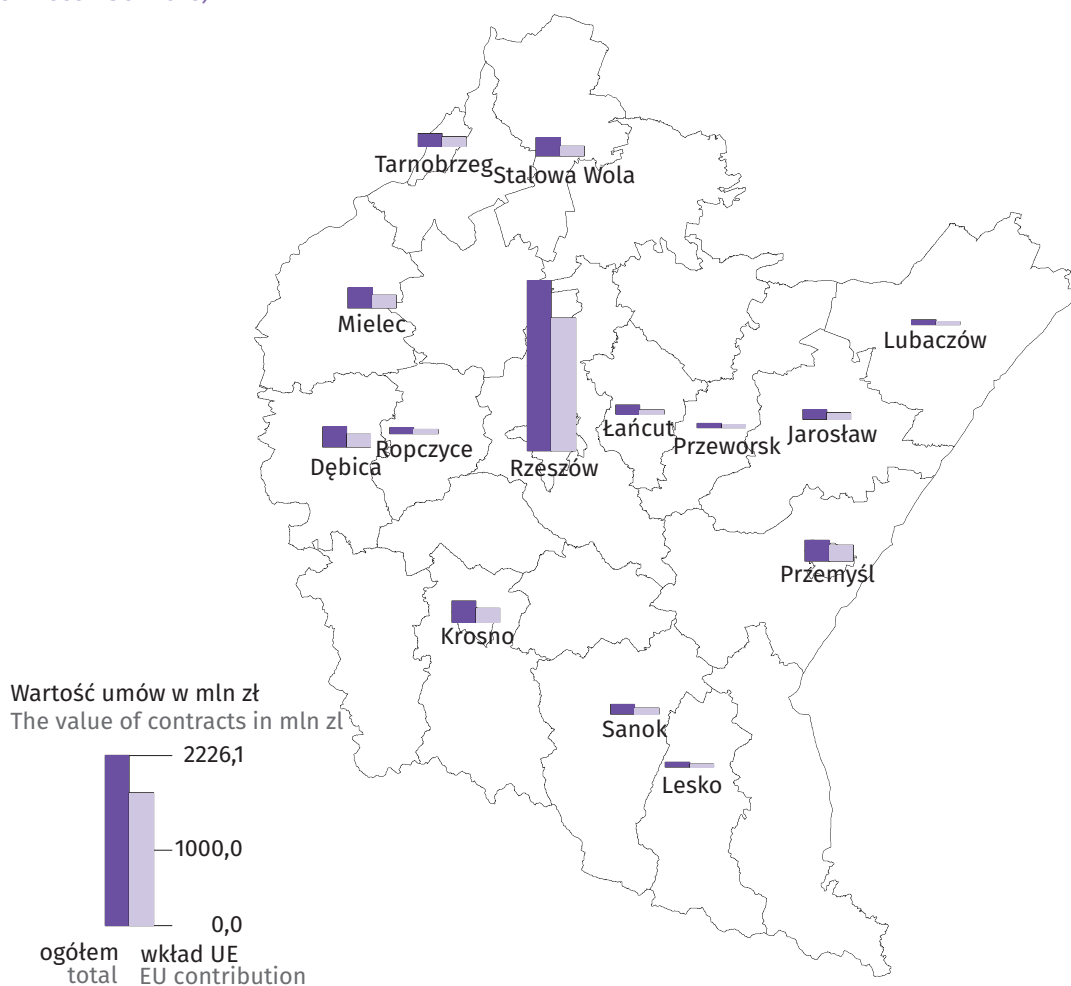 Tarnobrzeg
Stalowa Wola
Mielec
Lubaczów
Łańcut
Przeworsk
Jarosław
Ropczyce
Dębica
Rzeszów
Przemyśl
Krosno
Sanok
Lesko
Wartość umów w mln zł
The value of contracts in mln zl
2226,1
1000,0
0,0
ogółem wkład UE
total EU contribution